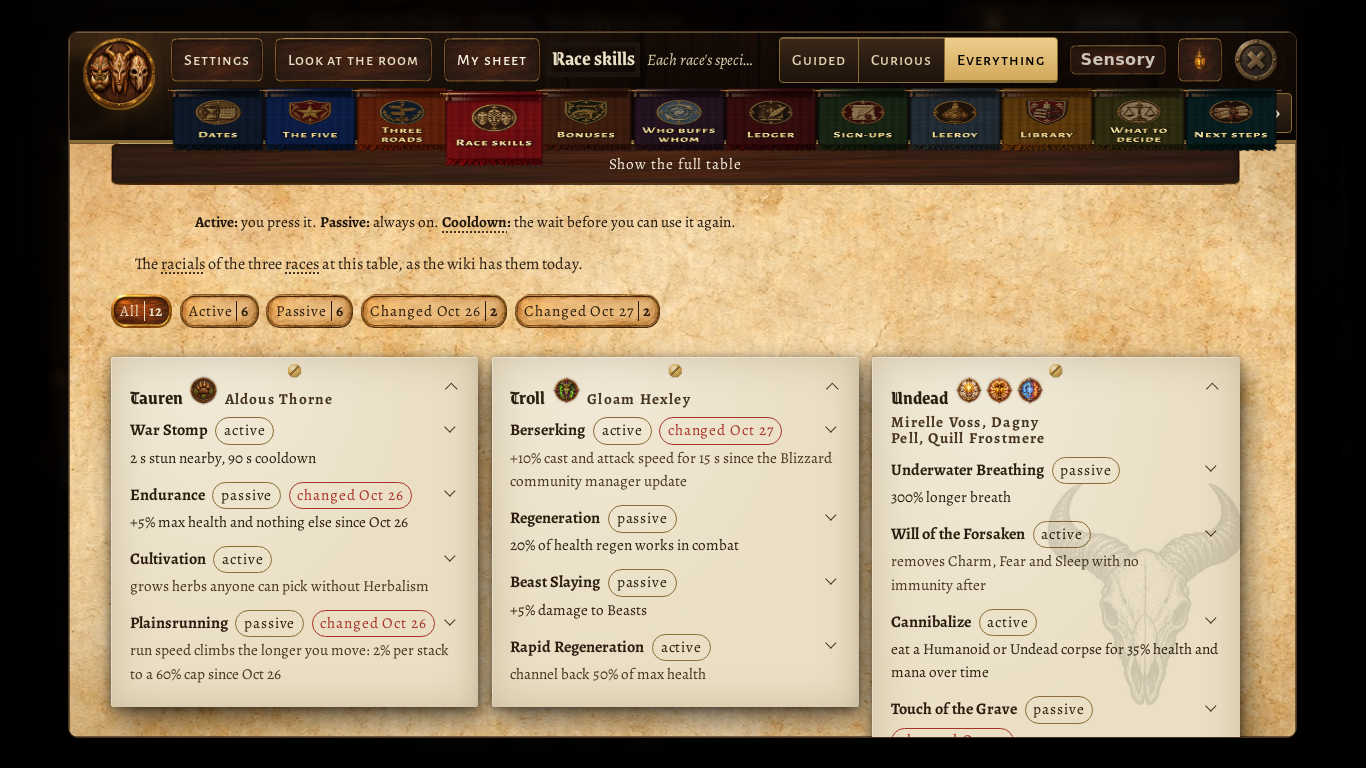 SETTINGS
LOOK AT THE ROOM
MY SHEET
Race skills
Each race's speci...
GUIDED
CURIOUS
EVERYTHING
Sensory
DATES
THE FIVE
THREE
ROADS
RACE SKILLS
BONUSES
WHO BUFFS
WHOM
LEDGER
SIGN-UPS
LEEROY
LIBRARY
WHAT TO
DECIDE
NEXT STEPS
Show the full table
Active: you press it. Passive: always on. Cooldown: the wait before you can use it again.
The racials of the three races at this table, as the wiki has them today.
All 12
Active 6
Passive 6
Changed Oct 26 2
Changed Oct 27 2
Tauren Aldous Thorne
War Stomp active
2 s stun nearby, 90 s cooldown
Endurance passive changed Oct 26
+5% max health and nothing else since Oct 26
Cultivation active
grows herbs anyone can pick without Herbalism
Plainsrunning passive changed Oct 26
run speed climbs the longer you move: 2% per stack
to a 60% cap since Oct 26
Troll Gloam Hexley
Berserking active changed Oct 27
+10% cast and attack speed for 15 s since the Blizzard
community manager update
Regeneration passive
20% of health regen works in combat
Beast Slaying passive
+5% damage to Beasts
Rapid Regeneration active
channel back 50% of max health
Undead
Mirelle Voss, Dagny
Pell, Quill Frostmere
Underwater Breathing passive
300% longer breath
Will of the Forsaken active
removes Charm, Fear and Sleep with no
immunity after
Cannibalize active
eat a Humanoid or Undead corpse for 35% health and
mana over time
Touch of the Grave passive